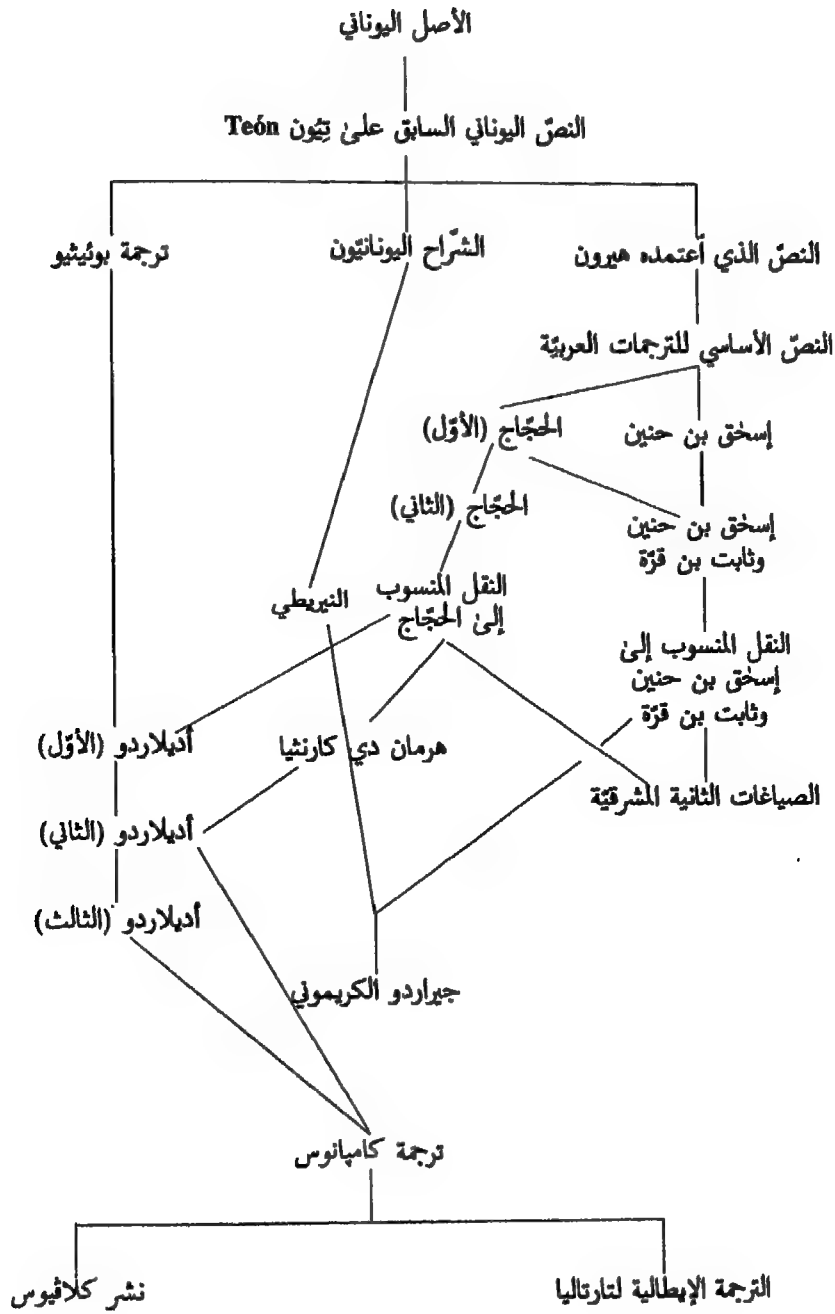 الأصل اليوناني
النصّ اليوناني السابق علىٰ تِيُون Teón
النصّ الذي اُعتمده هيرون
الشرّاح اليونانيّون
ترجمة بوئيثيو
النصّ الأساسي للترجمات العربيّة
إسحٰق بن حنين
الحجّاج (الأوّل)
الحجّاج (الثاني)
إسحٰق بن حنين
وثابت بن قرّة
النقل المنسوب
إلىٰ الحجّاج
النيريطي
النقل المنسوب إلىٰ
إسحٰق بن حنين
وثابت بن قرّة
أديلاردو (الأوّل)
هرمان دي كارنثيا
الصياغات الثانية المشرقيّة
أديلاردو (الثاني)
أديلاردو (الثالث)
جيراردو الكريموني
ترجمة كامپانوس
الترجمة الإيطالية لتارتاليا
نشر كلاڤيوس